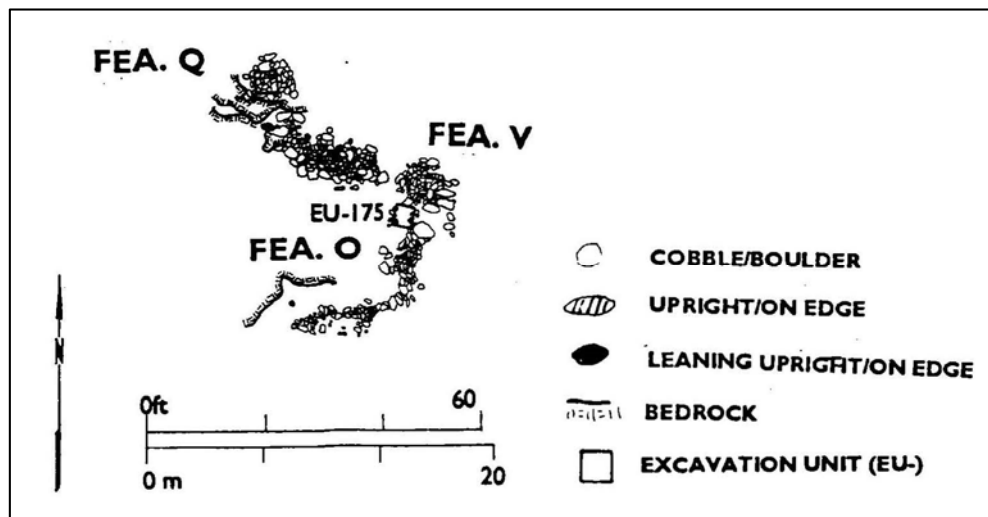 FEA. Q
FEA. V
EU-175
FEA. O
COBBLE/BOULDER
UPRIGHT/ON EDGE
LEANING UPRIGHT/ON EDGE
BEDROCK
EXCAVATION UNIT (EU-)
N
0ft 60
0 m 20